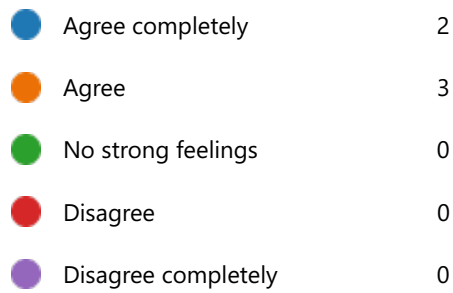 Agree completely 2
Agree 3
No strong feelings 0
Disagree 0
Disagree completely 0